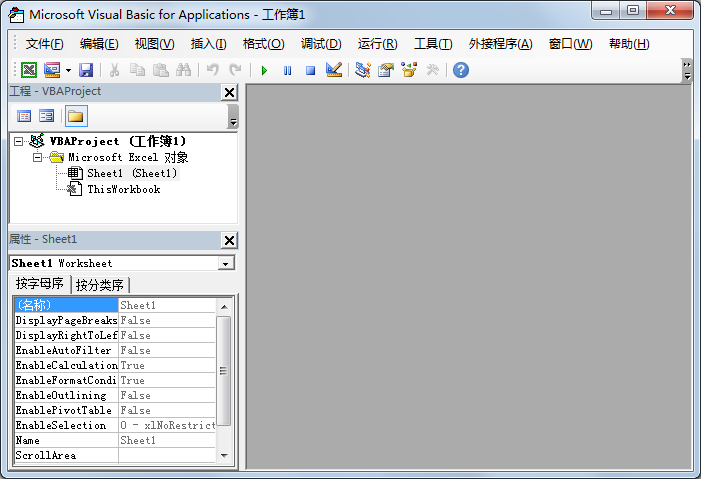 Microsoft Visual Basic for Applications - 工作簿1
文件(F) 编辑(E) 视图(V) 插入(I) 格式(O) 调试(D) 运行(R) 工具(T) 外接程序(A) 窗口(W) 帮助(H)
工程 - VBAProject
VBAProject (工作簿1)
Microsoft Excel 对象
Sheet1 (Sheet1)
ThisWorkbook
属性 - Sheet1
Sheet1 Worksheet
按字母序 按分类序
(名称) Sheet1
DisplayPageBreaks False
DisplayRightToLef False
EnableAutoFilter False
EnableCalculation True
EnableFormatCondi True
EnableOutlining False
EnablePivotTable False
EnableSelection 0 - xlNoRestrict
Name Sheet1
ScrollArea